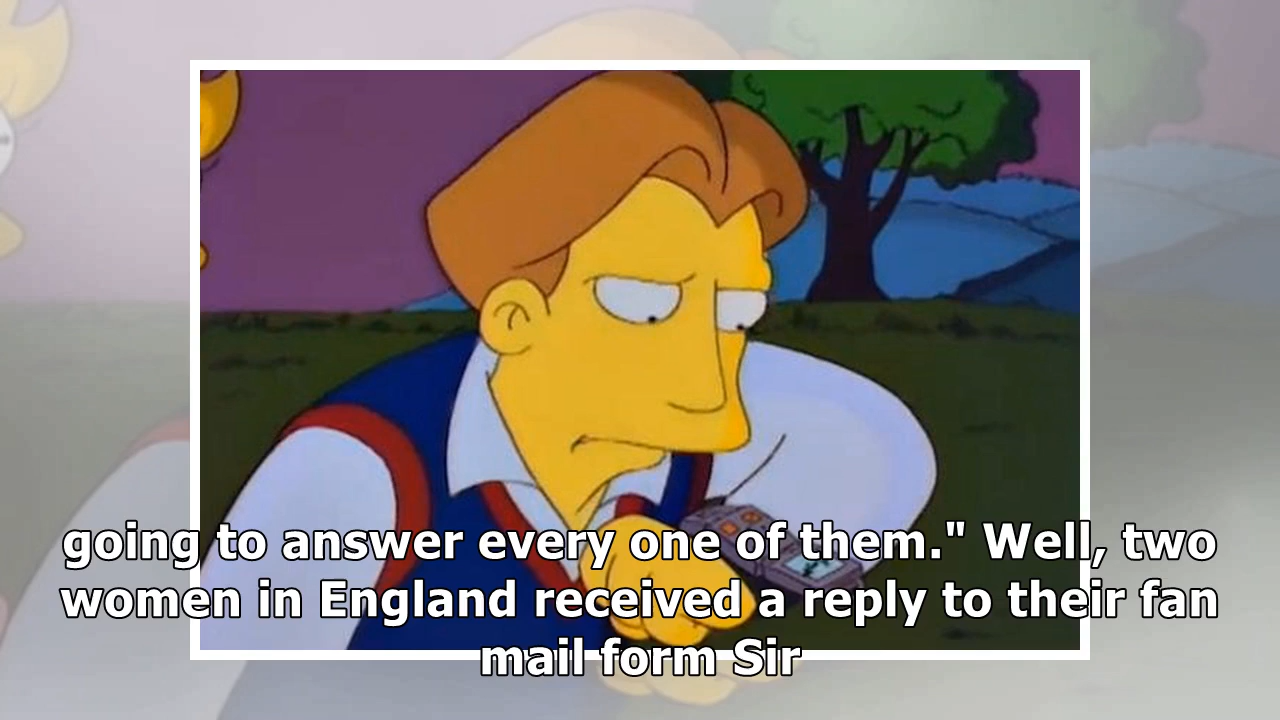 going to answer every one of them." Well, two
women in England received a reply to their fan
mail form Sir